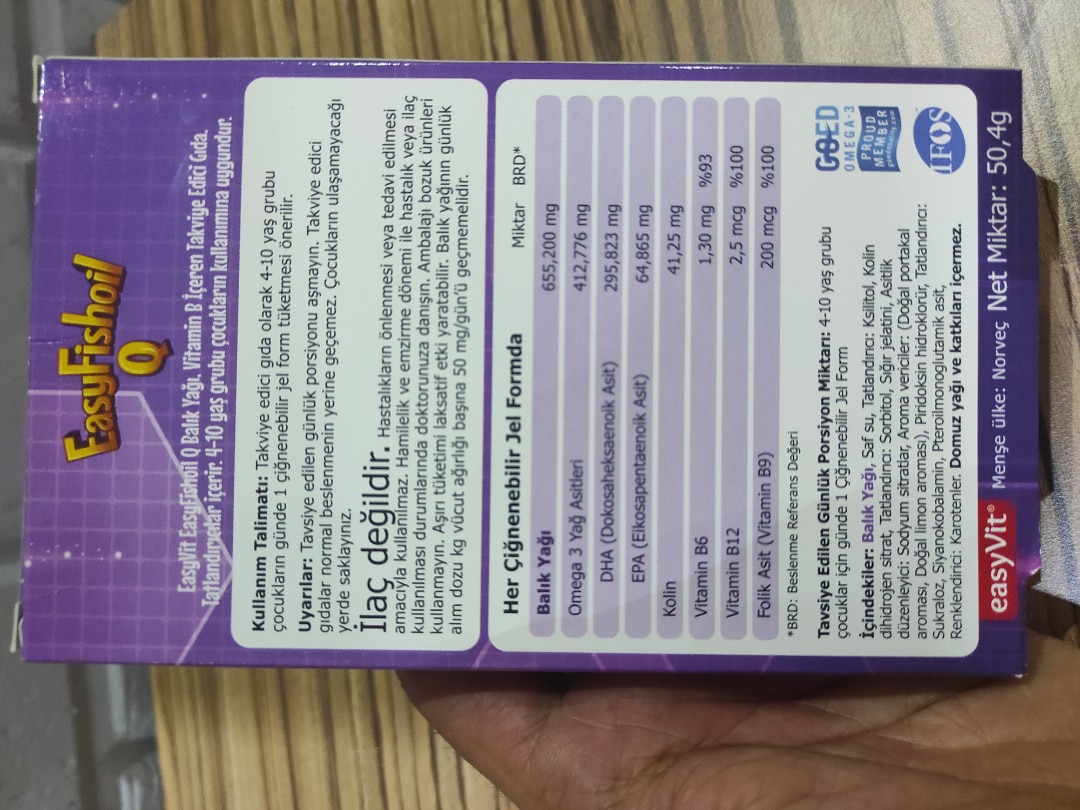 EasyFishoil
Q
EasyVit EasyFishoil Q Balık Yağı. Vitamin B İçeren Takviye Edici Gıda.
Tatlandırıcılar içerir. 4-10 yaş grubu çocukların kullanımına uygundur.
Kullanım Talimatı: Takviye edici gıda olarak 4-10 yaş grubu
çocukların günde 1 çiğnenebilir jel form tüketmesi önerilir.
Uyarılar: Tavsiye edilen günlük porsiyonu aşmayın. Takviye edici
gıdalar normal beslenmenin yerine geçemez. Çocukların ulaşamayacağı
yerde saklayınız.
İlaç değildir. Hastalıkların önlenmesi veya tedavi edilmesi
amacıyla kullanılmaz. Hamilelik ve emzirme dönemi ile hastalık veya ilaç
kullanılması durumlarında doktorunuza danışın. Ambalajı bozuk ürünleri
kullanmayın. Aşırı tüketimi laksatif etki yaratabilir. Balık yağının günlük
alım dozu kg vücut ağırlığı başına 50 mg/gün'ü geçmemelidir.
Her Çiğnenebilir Jel Formda Miktar BRD*
Balık Yağı 655,200 mg
Omega 3 Yağ Asitleri 412,776 mg
DHA (Dokosaheksaenoik Asit) 295,823 mg
EPA (Eikosapentaenoik Asit) 64,865 mg
Kolin 41,25 mg
Vitamin B6 1,30 mg %93
Vitamin B12 2,5 mcg %100
Folik Asit (Vitamin B9) 200 mcg %100
*BRD: Beslenme Referans Değeri
Tavsiye Edilen Günlük Porsiyon Miktarı: 4-10 yaş grubu
çocuklar için günde 1 Çiğnenebilir Jel Form
İçindekiler: Balık Yağı, Saf su, Tatlandırıcı: Ksilitol, Kolin
dihidrojen sitrat, Tatlandırıcı: Sorbitol, Sığır Jelatini, Asitlik
düzenleyici: Sodyum sitratlar, Aroma vericiler: (Doğal portakal
aroması, Doğal limon aroması), Piridoksin hidroklorür, Tatlandırıcı:
Sukraloz, Siyanokobalamin, Pteroilmonoglutamik asit,
Renklendirici: Karotenler. Domuz yağı ve katkıları içermez.
GOED
OMEGA-3
PROUD
MEMBER
IFOS
easyVit® Menşe ülke: Norveç Net Miktar: 50,4g